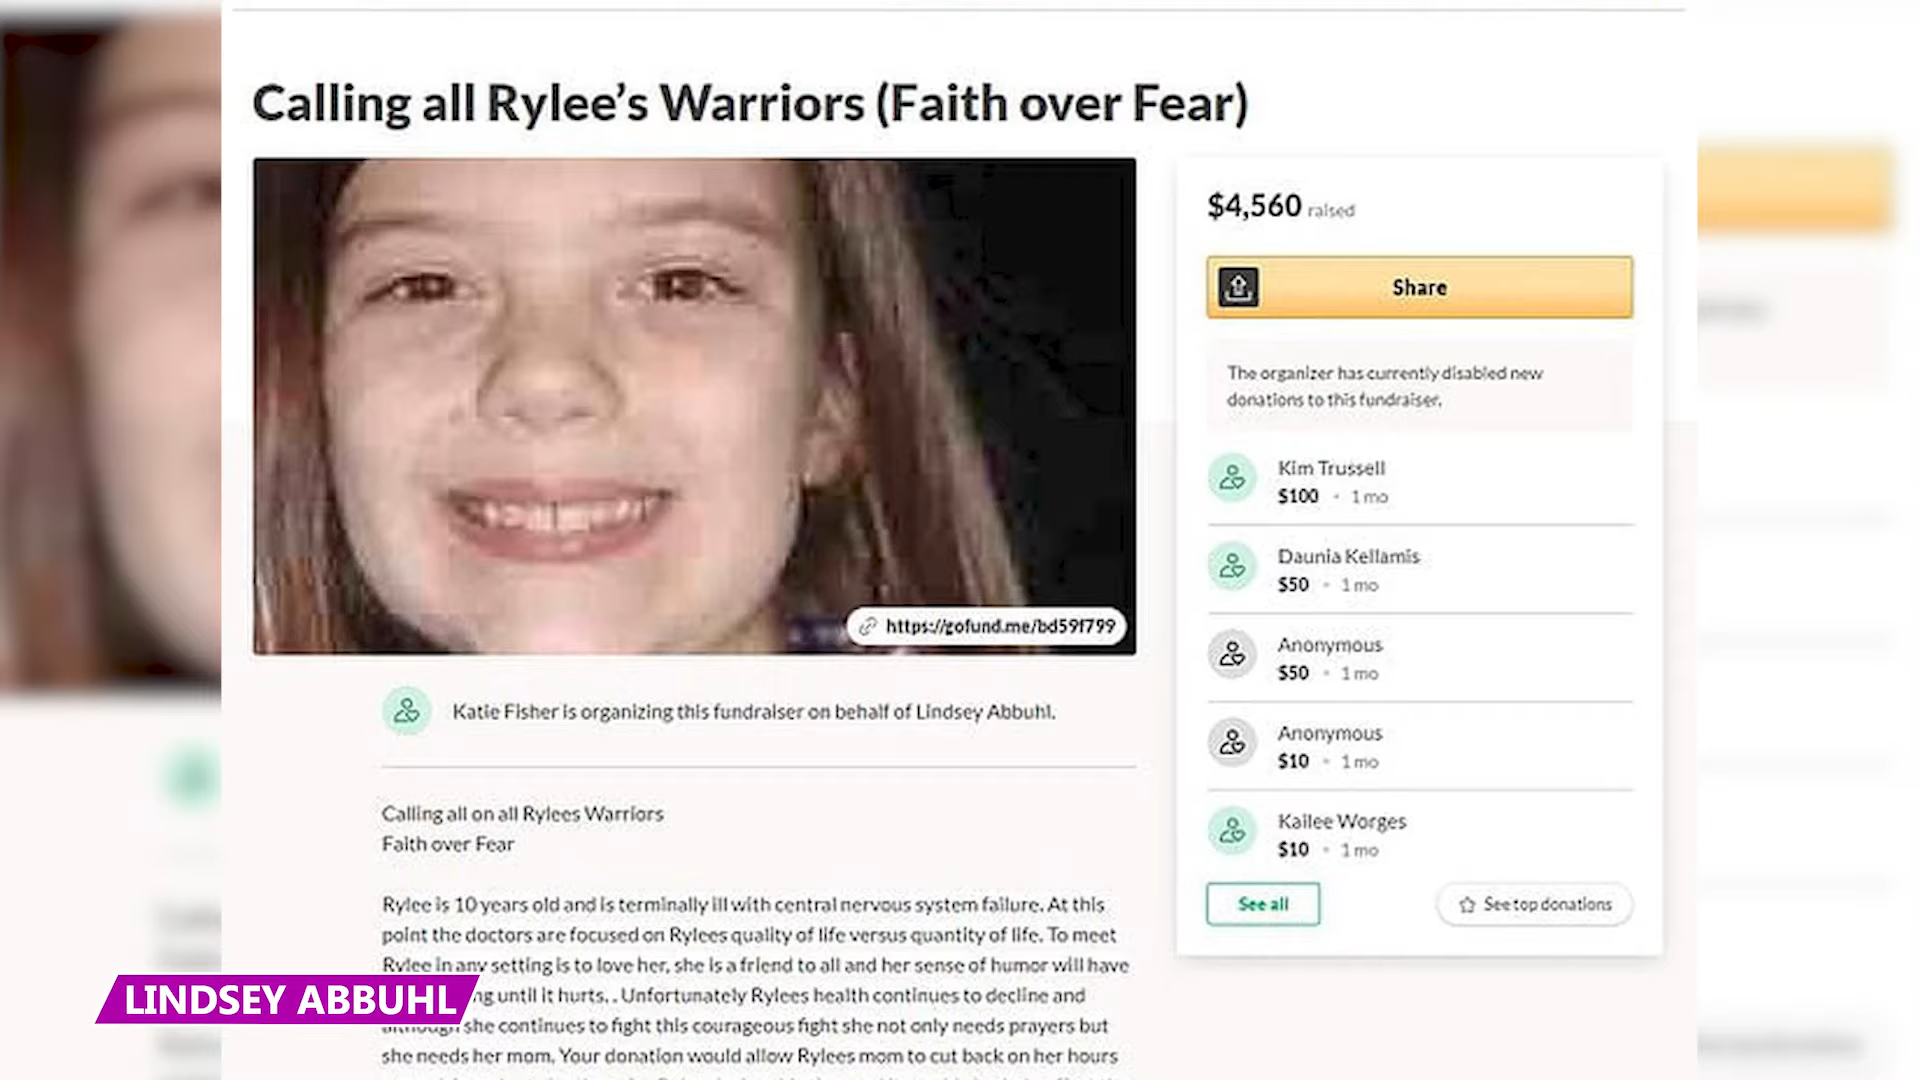 Calling all Rylee's Warriors (Faith over Fear)
https://gofund.me/bd59f799
Katie Fisher is organizing this fundraiser on behalf of Lindsey Abbuhl.
Calling all on all Rylees Warriors
Faith over Fear
Rylee is 10 years old and is terminally ill with central nervous system failure. At this
point the doctors are focused on Rylees quality of life versus quantity of life. To meet
Rylee in any setting is to love her, she is a friend to all and her sense of humor will have
until it hurts. . Unfortunately Rylees health continues to decline and
although she continues to fight this courageous fight she not only needs prayers but
she needs her mom. Your donation would allow Rylees mom to cut back on her hours
$4,560 raised
Share
The organizer has currently disabled new
donations to this fundraiser.
Kim Trussell
$100 • 1 mo
Daunia Kellamis
$50 • 1 mo
Anonymous
$50 • 1 mo
Anonymous
$10 • 1 mo
Kailee Worges
$10 • 1 mo
See all
See top donations
LINDSEY ABBUHL